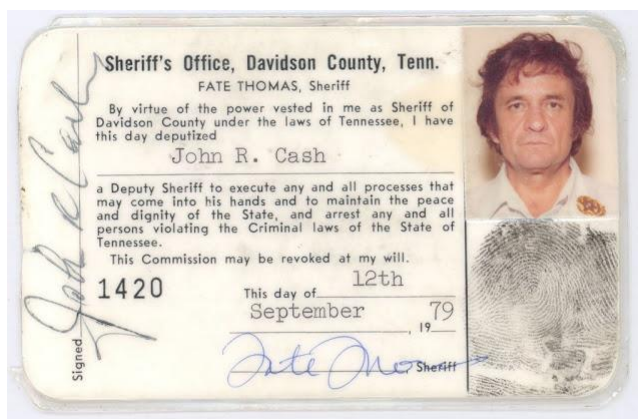 Sheriff's Office, Davidson County, Tenn.
FATE THOMAS, Sheriff
By virtue of the power vested in me as Sheriff of
Davidson County under the laws of Tennessee, I have
this day deputized
John R. Cash
a Deputy Sheriff to execute any and all processes that
may come into his hands and to maintain the peace
and dignity of the State, and arrest any and all
persons violating the Criminal laws of the State of
Tennessee.
This Commission may be revoked at my will.
1420
This day of 12th
September, 19 79
Fate Thomas, Sheriff
Signed John R Cash